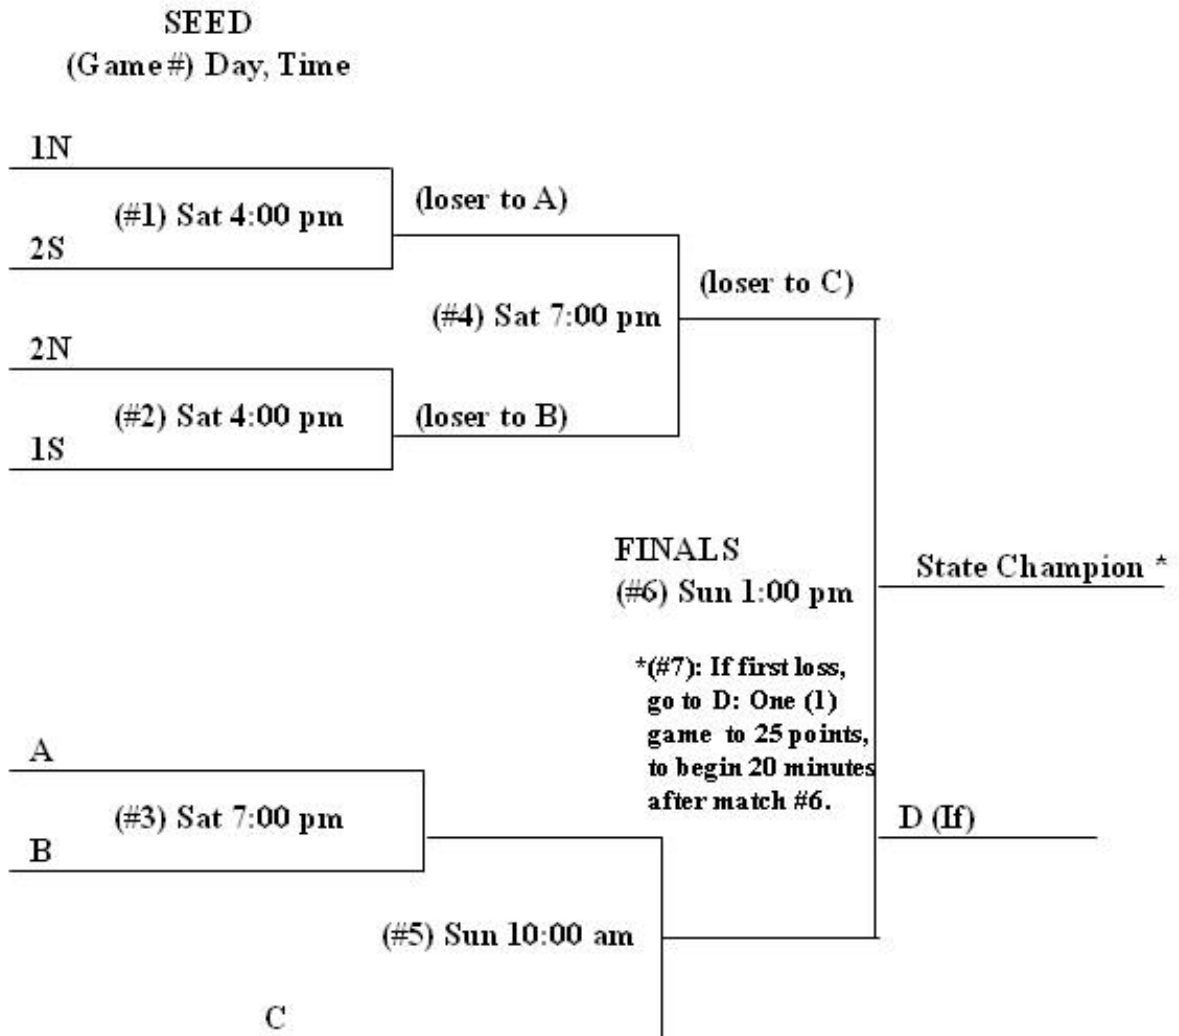 SEED
(Game#) Day, Time
1N
(#1) Sat 4:00 pm
(loser to A)
2S
(loser to C)
(#4) Sat 7:00 pm
2N
(#2) Sat 4:00 pm
(loser to B)
1S
FINALS
(#6) Sun 1:00 pm
State Champion *
*(#7): If first loss,
go to D: One (1)
game to 25 points,
to begin 20 minutes
after match #6.
A
(#3) Sat 7:00 pm
B
D (If)
(#5) Sun 10:00 am
C